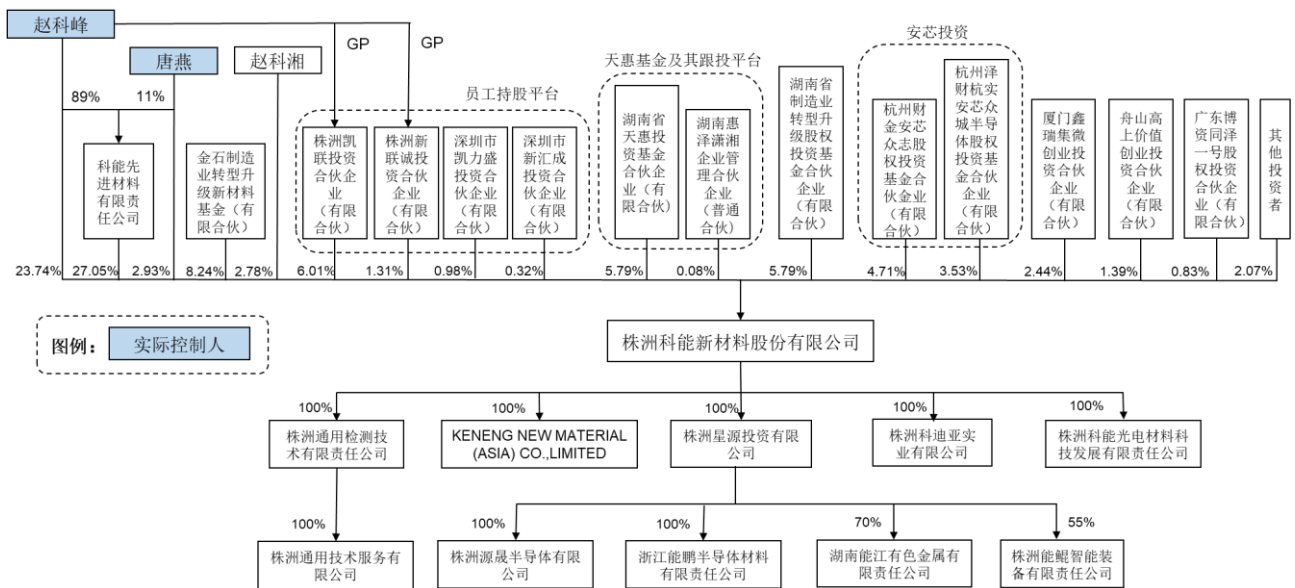 赵科峰
GP
GP
唐燕
赵科湘
89%
11%
科能先进材料
有限责任公司
金石制造
业转型升
级新材料
基金（有
限合伙）
员工持股平台
株洲凯
联投资
合伙企
业
（有限
合伙）
株洲新
联诚投
资合伙
企业
（有限
合伙）
深圳市
凯力盛
投资合
伙企业
（有限
合伙）
深圳市
新汇成
投资合
伙企业
（有限
合伙）
天惠基金及其跟投平台
湖南省
天惠投
资基金
合伙企
业（有
限合伙)
湖南惠
泽潇湘
企业管
理合伙
企业
（普通
合伙)
湖南省
制造业
转型升
级股权
投资基
金合伙
企业
（有限
合伙）
安芯投资
杭州财
金安芯
众志股
权投资
基金合
伙企业
（有限
合伙）
杭州泽
财杭实
安芯众
城半导
体股权
投资基
金合伙
企业
（有限
合伙）
厦门鑫
瑞集微
创业投
资合伙
企业
（有限
合伙）
舟山高
上价值
创业投
资合伙
企业
（有限
合伙）
广东博
资同泽
一号股
权投资
合伙企
业（有
限合伙）
其
他
投
资
者
23.74%
27.05%
2.93%
8.24%
2.78%
6.01%
1.31%
0.98%
0.32%
5.79%
0.08%
5.79%
4.71%
3.53%
2.44%
1.39%
0.83%
2.07%
图例：
实际控制人
株洲科能新材料股份有限公司
100%
100%
100%
100%
100%
株洲通用检测技
术有限责任公司
KENENG NEW MATERIAL
(ASIA) CO.,LIMITED
株洲星源投资有限
公司
株洲科迪亚实
业有限公司
株洲科能光电材料科
技发展有限责任公司
100%
100%
100%
70%
55%
株洲通用技术服务有
限公司
株洲源晟半导体有限
公司
浙江能鹏半导体材料
有限责任公司
湖南能江有色金属有
限责任公司
株洲能鲲智能装
备有限责任公司